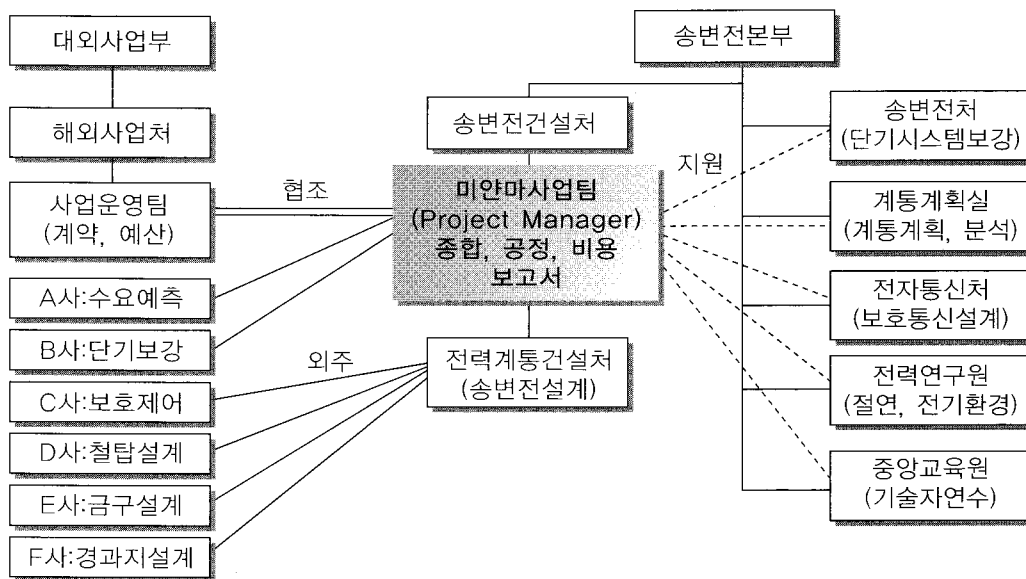 대외사업부
해외사업처
사업운영팀
(계약, 예산)
A사:수요예측
B사:단기보강
C사:보호제어
D사:철탑설계
E사:금구설계
F사:경과지설계
협조
외주
송변전본부
송변전건설처
미얀마사업팀
(Project Manager)
종합, 공정, 비용
보고서
전력계통건설처
(송변전설계)
지원
송변전처
(단기시스템보강)
계통계획실
(계통계획, 분석)
전자통신처
(보호통신설계)
전력연구원
(절연, 전기환경)
중앙교육원
(기술자연수)